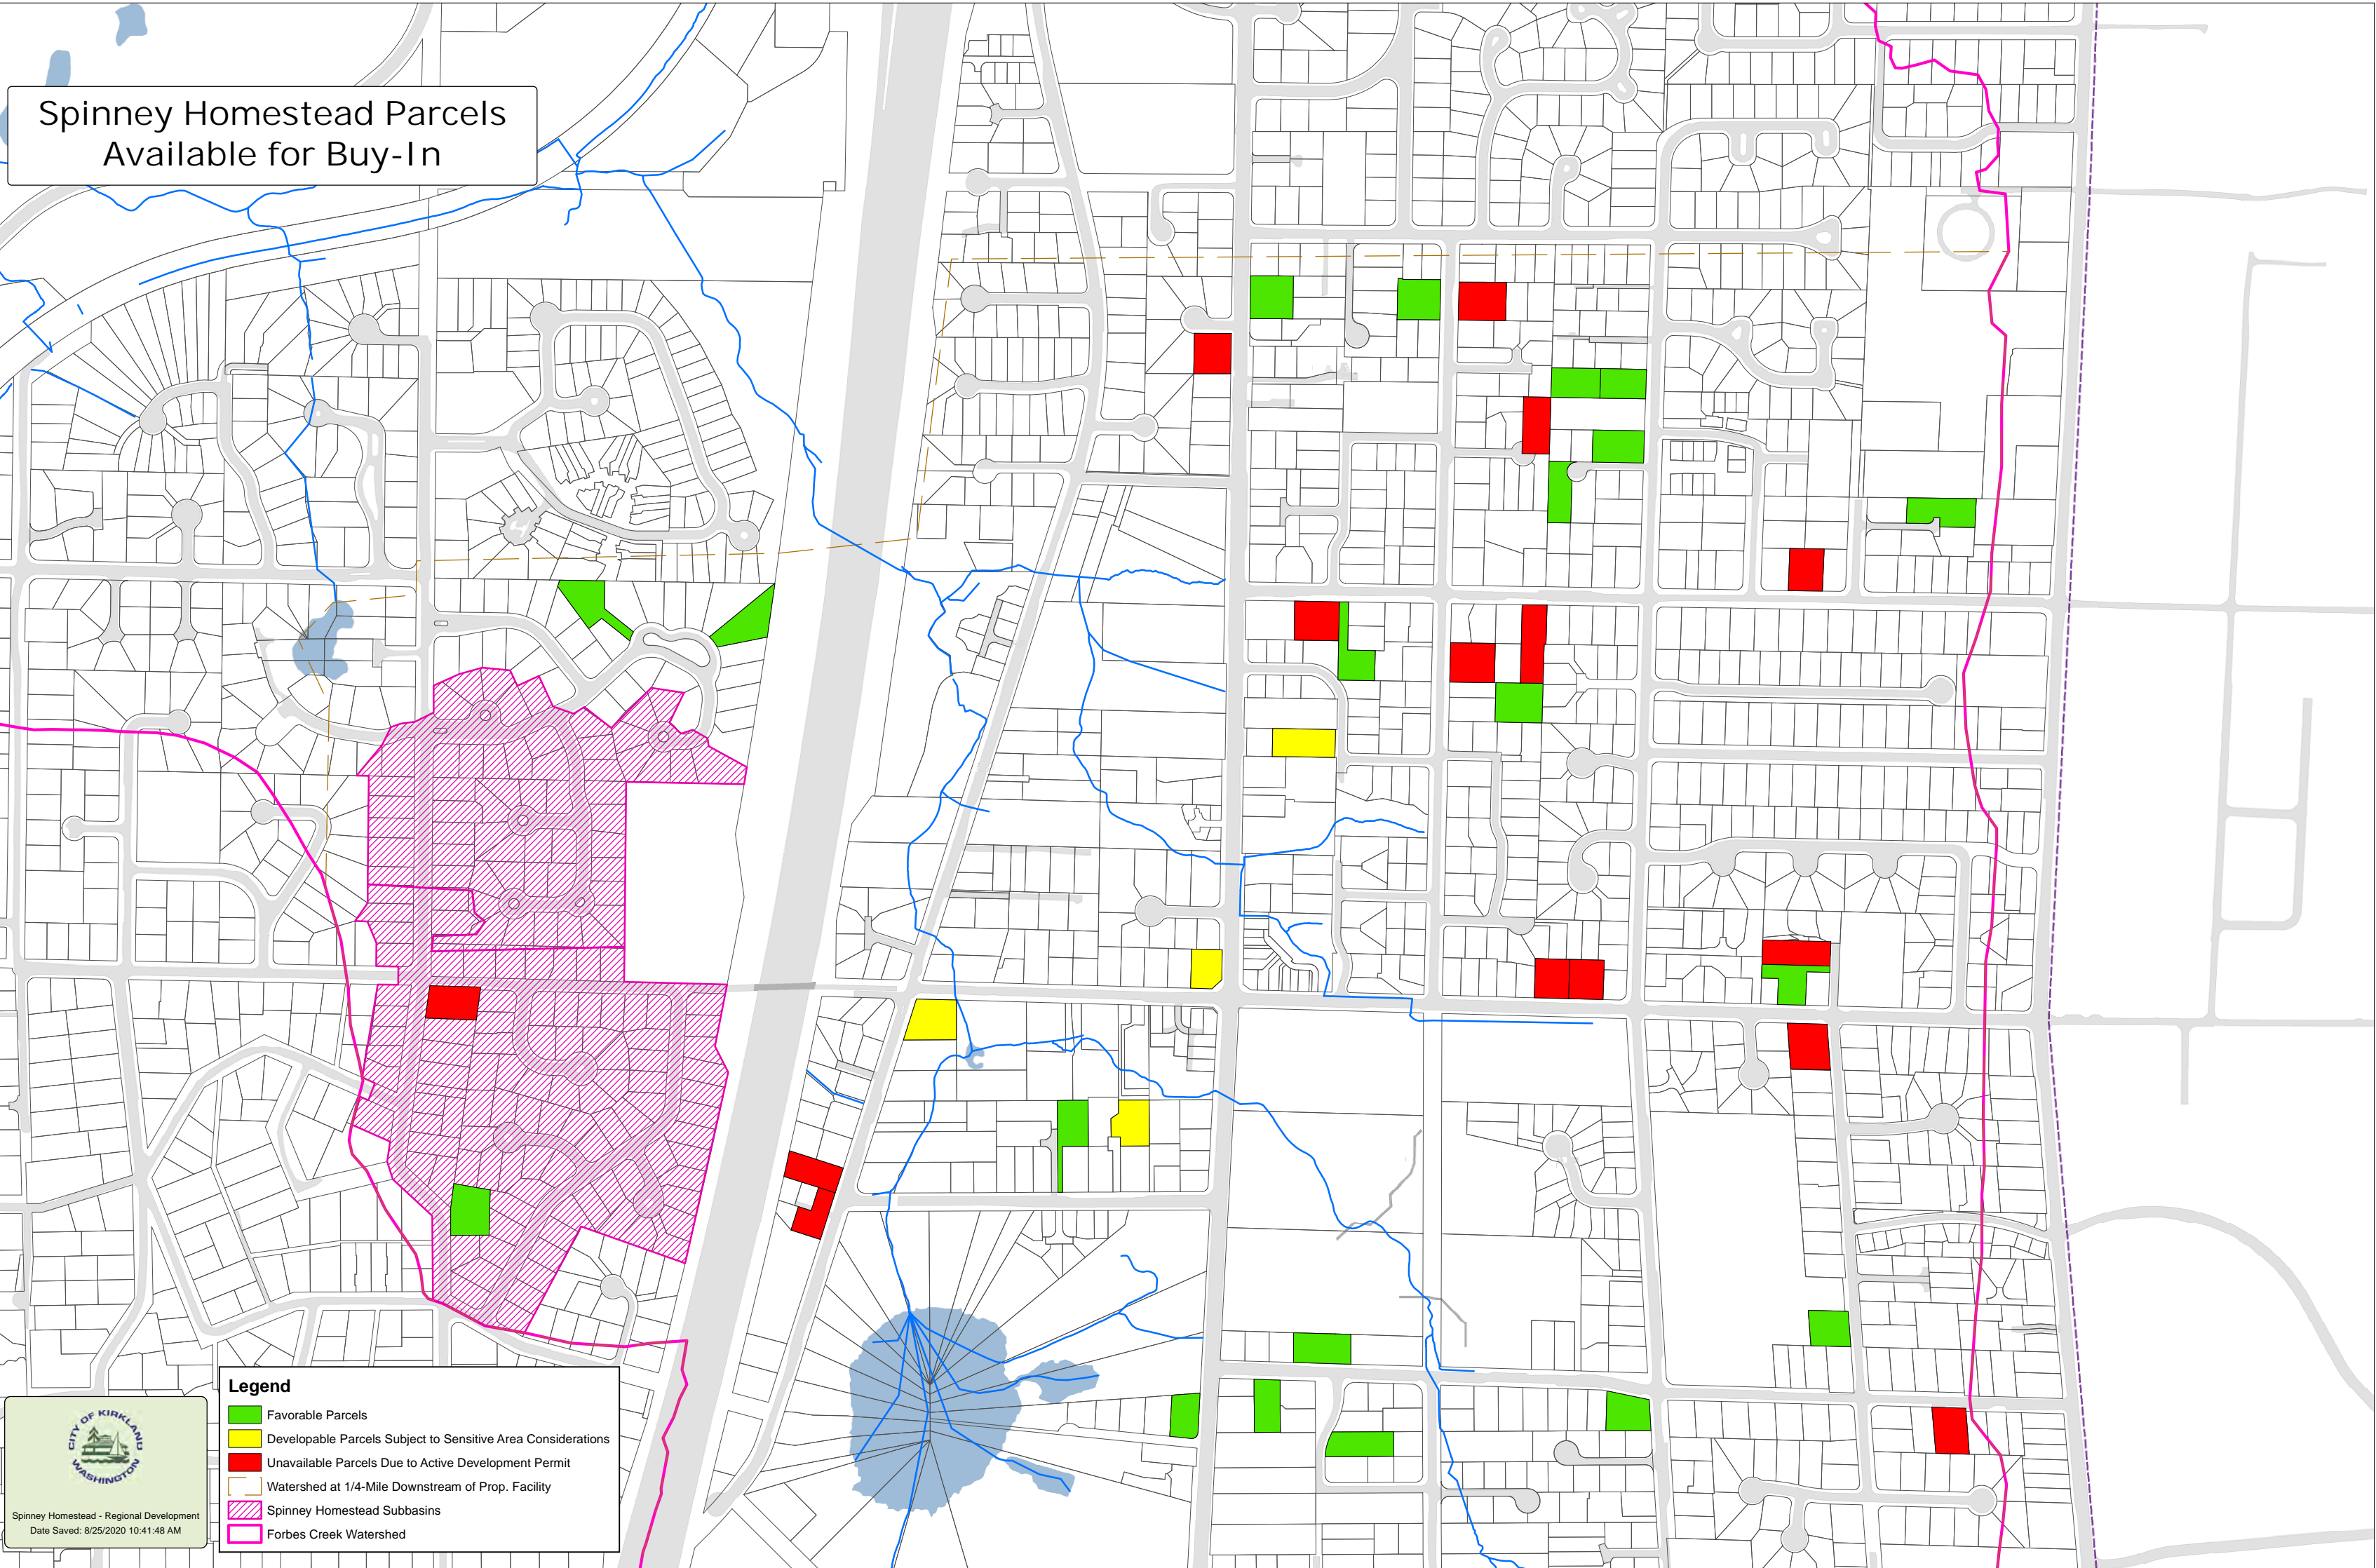 Spinney Homestead Parcels
Available for Buy-In
Legend
Favorable Parcels
Developable Parcels Subject to Sensitive Area Considerations
Unavailable Parcels Due to Active Development Permit
Watershed at 1/4-Mile Downstream of Prop. Facility
Spinney Homestead Subbasins
Forbes Creek Watershed
CITY OF KIRKLAND
WASHINGTON
Spinney Homestead - Regional Development
Date Saved: 8/25/2020 10:41:48 AM